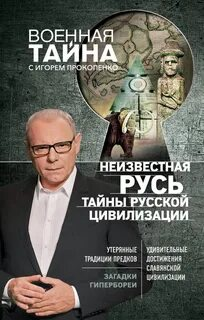 ВОЕННАЯ
ТАЙНА
С ИГОРЕМ ПРОКОПЕНКО
НЕИЗВЕСТНАЯ
РУСЬ
ТАЙНЫ РУССКОЙ
ЦИВИЛИЗАЦИИ
УТЕРЯННЫЕ
ТРАДИЦИИ ПРЕДКОВ
ЗАГАДКИ
ГИПЕРБОРЕИ
УДИВИТЕЛЬНЫЕ
ДОСТИЖЕНИЯ
СЛАВЯНСКОЙ
ЦИВИЛИЗАЦИИ